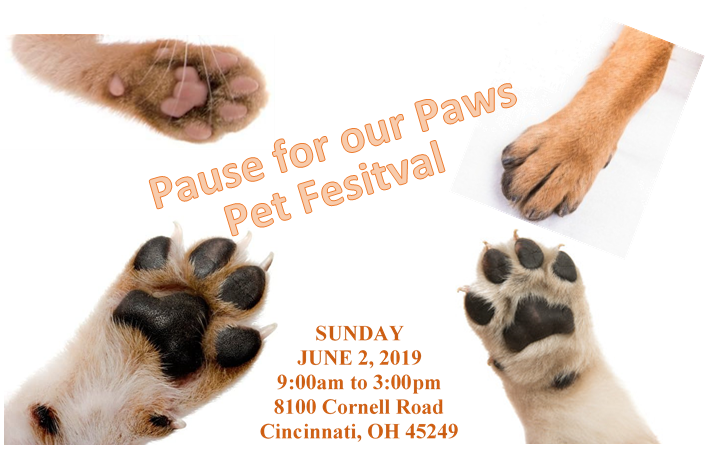 Pause for our Paws
Pet Fesitval
SUNDAY
JUNE 2, 2019
9:00am to 3:00pm
8100 Cornell Road
Cincinnati, OH 45249